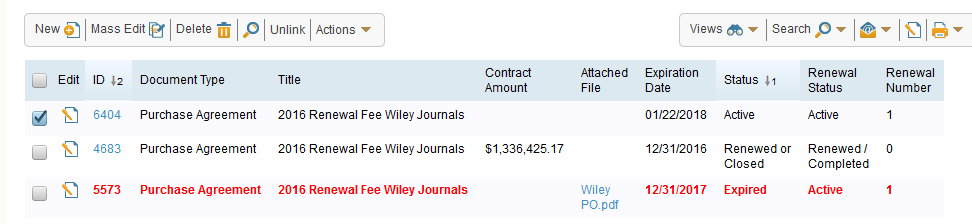 New Mass Edit Delete Unlink Actions Views Search
Edit ID 2 Document Type Title Contract Amount Attached File Expiration Date Status 1 Renewal Status Renewal Number
6404 Purchase Agreement 2016 Renewal Fee Wiley Journals 01/22/2018 Active Active 1
4683 Purchase Agreement 2016 Renewal Fee Wiley Journals $1,336,425.17 12/31/2016 Renewed or Closed Renewed / Completed 0
5573 Purchase Agreement 2016 Renewal Fee Wiley Journals Wiley PO.pdf 12/31/2017 Expired Active 1